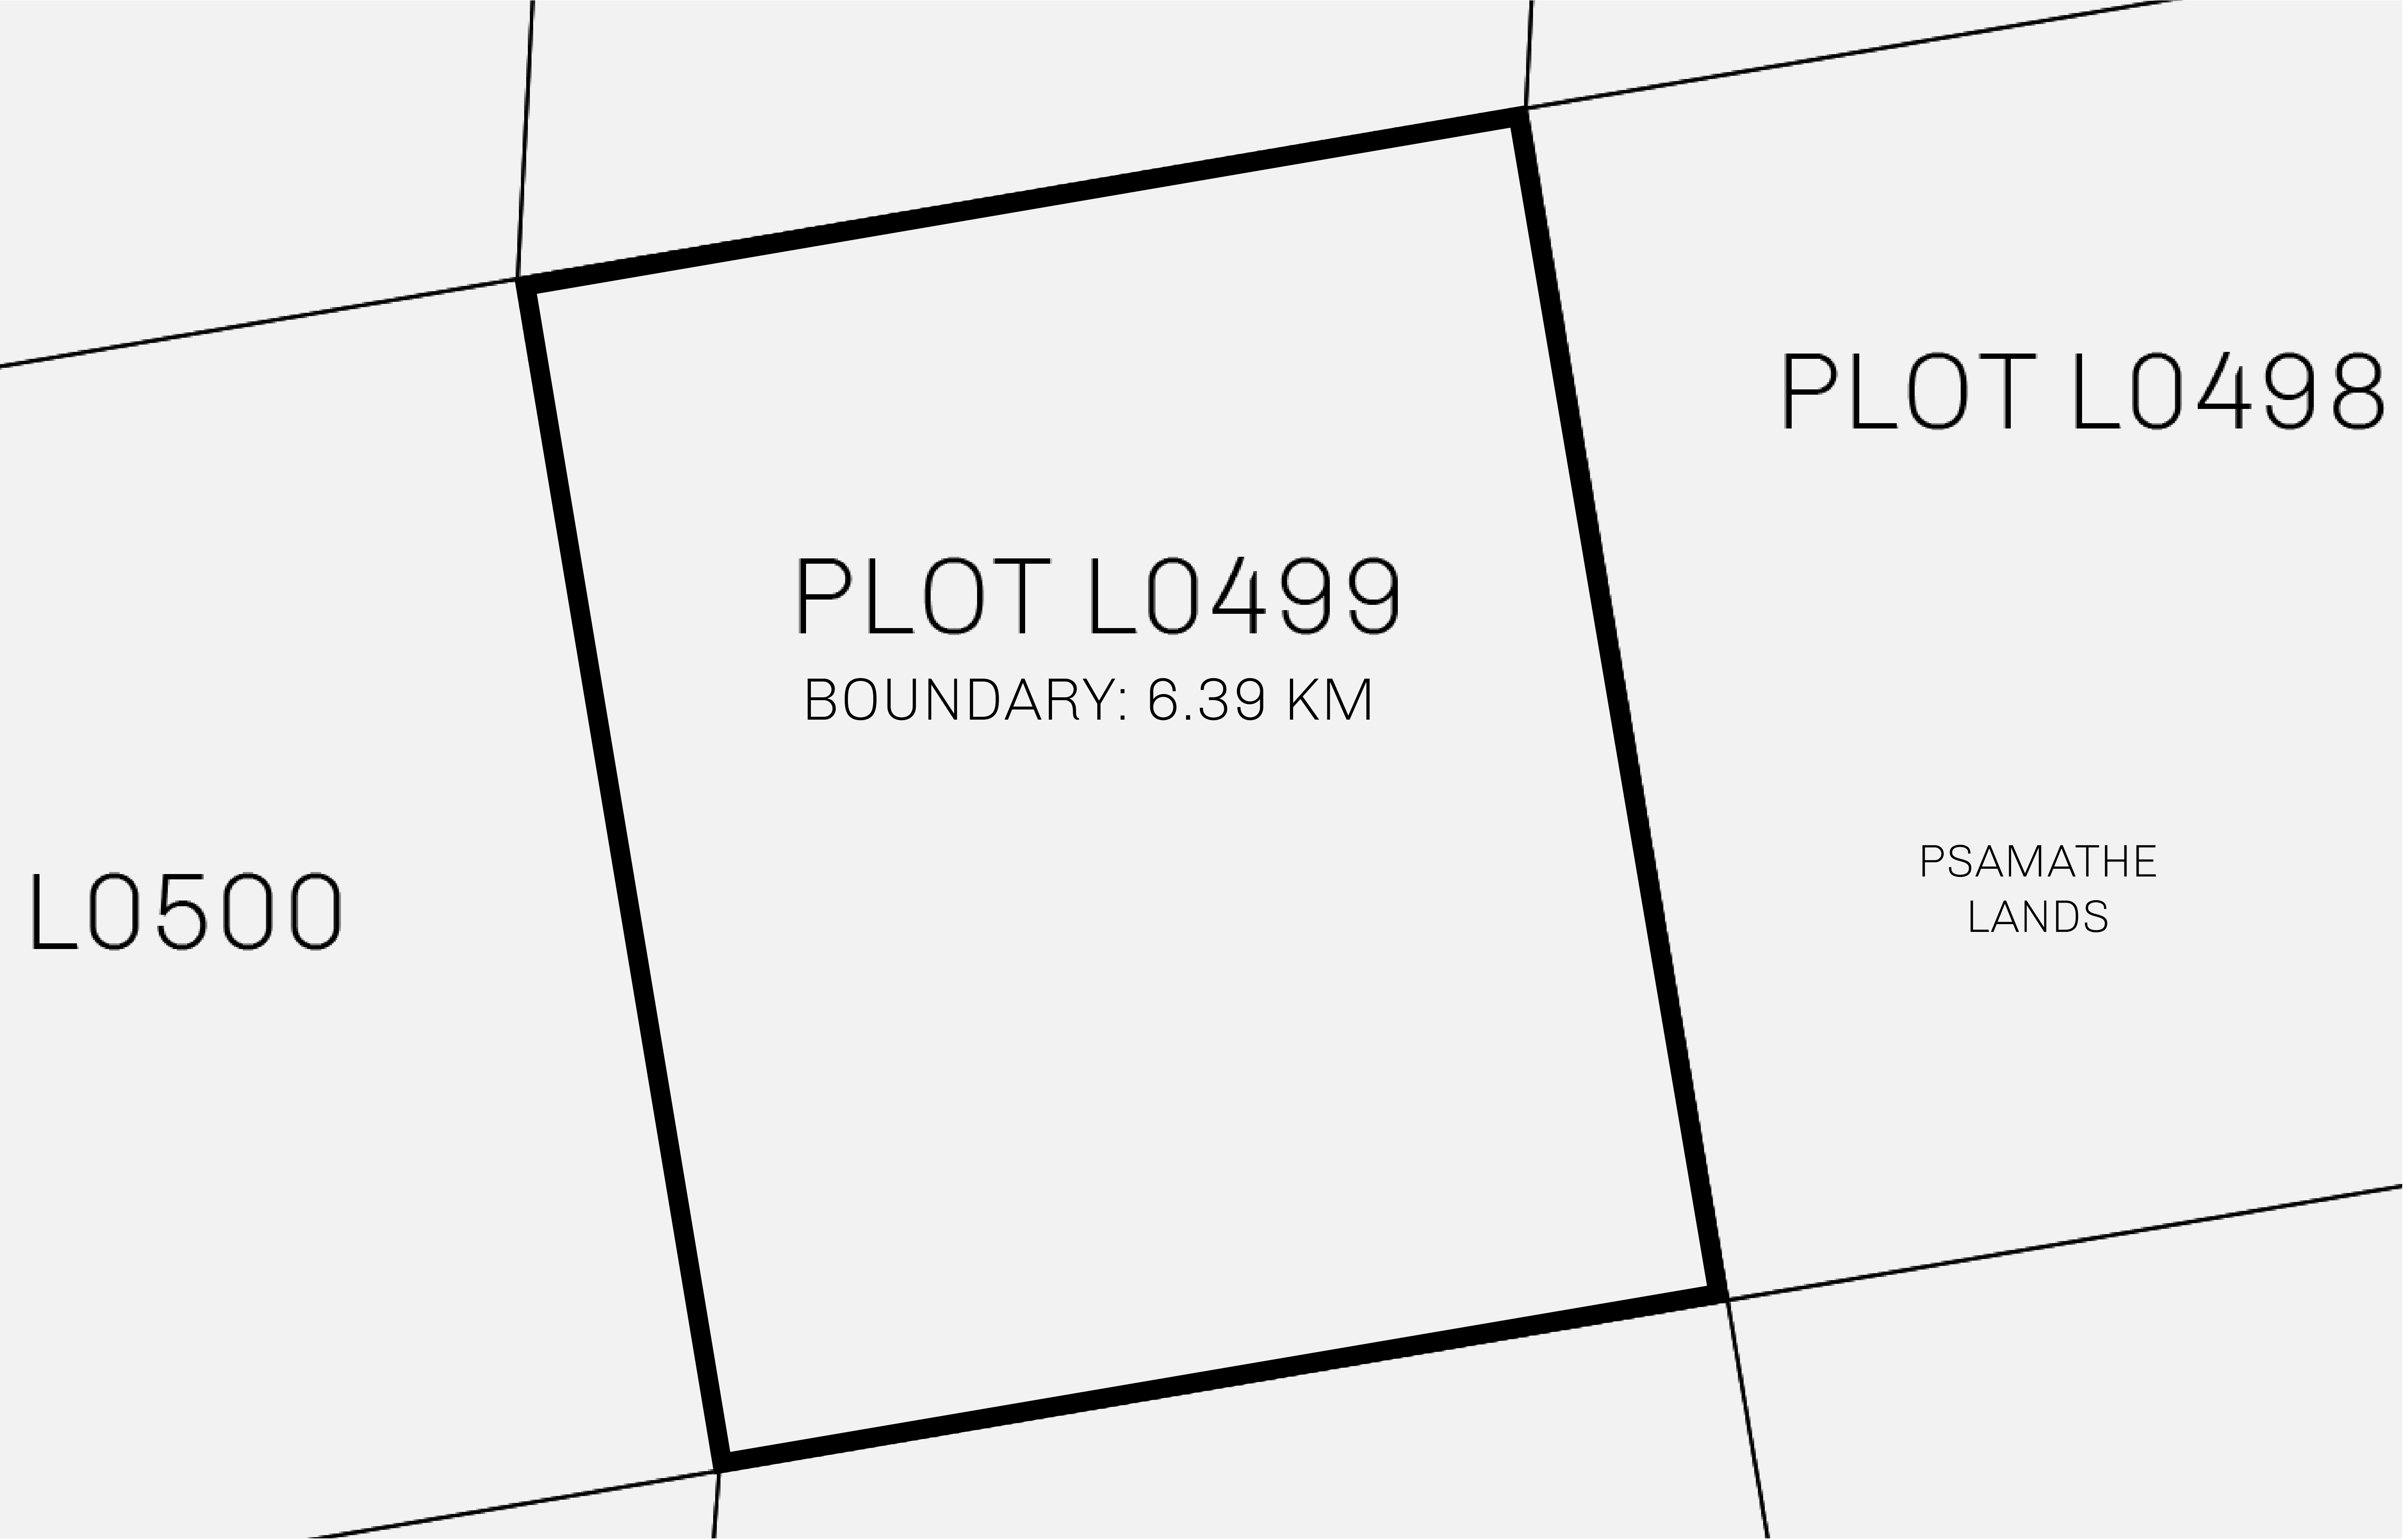 PLOT L0498
PLOT L0499
BOUNDARY: 6.39 KM
L0500
PSAMATHE
LANDS